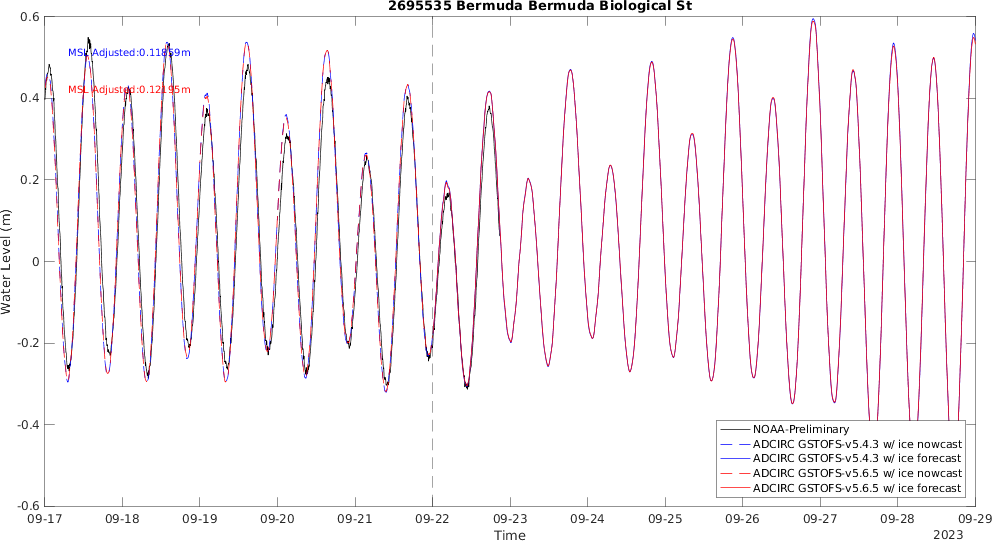 2695535 Bermuda Bermuda Biological St
0.6
MSL Adjusted:0.11859m
MSL Adjusted:0.12195m
0.4
0.2
0
-0.2
-0.4
-0.6
Water Level (m)
NOAA-Preliminary
ADCIRC GSTOFS-v5.4.3 w/ ice nowcast
ADCIRC GSTOFS-v5.4.3 w/ ice forecast
ADCIRC GSTOFS-v5.6.5 w/ ice nowcast
ADCIRC GSTOFS-v5.6.5 w/ ice forecast
09-17 09-18 09-19 09-20 09-21 09-22 09-23 09-24 09-25 09-26 09-27 09-28 09-29
Time
2023